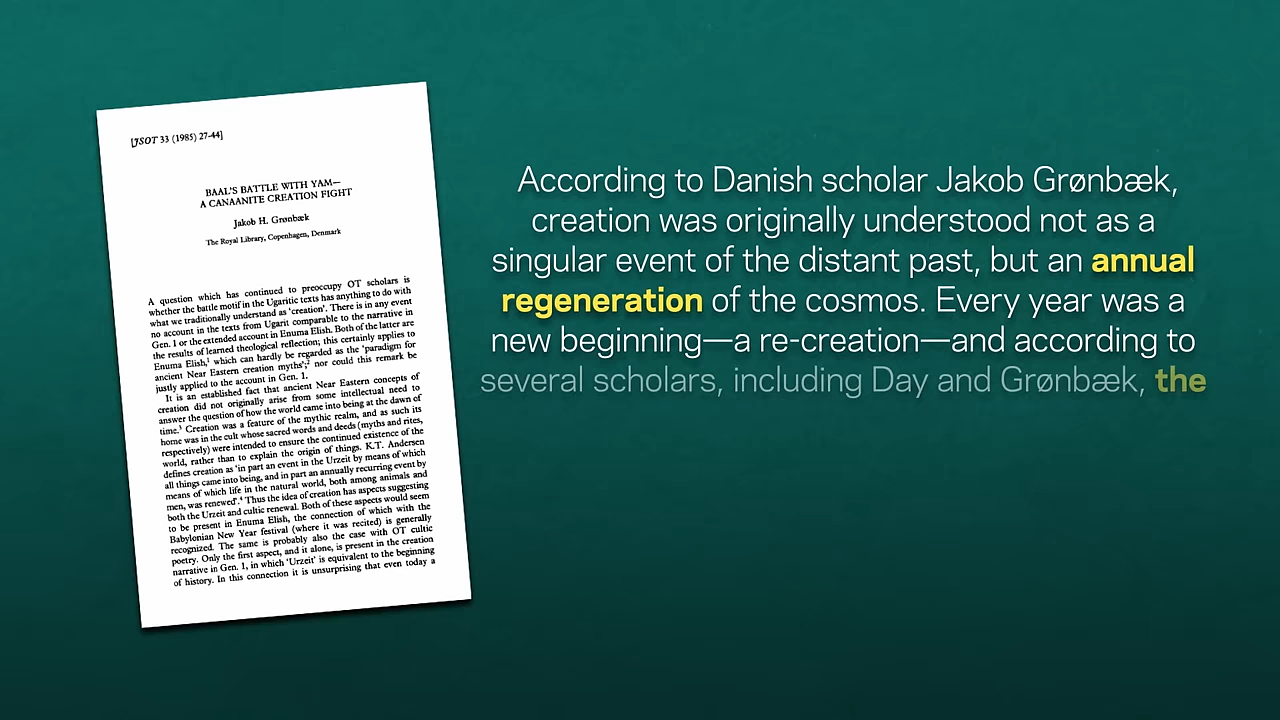 [JSOT 33 (1985) 27-44]
BAAL'S BATTLE WITH YAM—
A CANAANITE CREATION FIGHT
Jakob H. Grønbæk
The Royal Library, Copenhagen, Denmark
A question which has continued to preoccupy OT scholars is
whether the battle motif in the Ugaritic texts has anything to do with
what we traditionally understand as 'creation'. There is in any event
no account in the texts from Ugarit comparable to the narrative in
Gen. 1 or the extended account in Enuma Elish. Both of the latter are
the results of learned theological reflection; this certainly applies to
Enuma Elish,¹ which can hardly be regarded as the 'paradigm for
ancient Near Eastern creation myths';² nor could this remark be
justly applied to the account in Gen. 1.
It is an established fact that ancient Near Eastern concepts of
creation did not originally arise from some intellectual need to
answer the question of how the world came into being at the dawn of
time.³ Creation was a feature of the mythic realm, and as such its
home was in the cult whose sacred words and deeds (myths and rites,
respectively) were intended to ensure the continued existence of the
world, rather than to explain the origin of things. K.T. Andersen
defines creation as 'in part an event in the Urzeit by means of which
all things came into being, and in part an annually recurring event by
means of which life in the natural world, both among animals and
men, was renewed'.⁴ Thus the idea of creation has aspects suggesting
both the Urzeit and cultic renewal. Both of these aspects would seem
to be present in Enuma Elish, the connection of which with the
Babylonian New Year festival (where it was recited) is generally
recognized. The same is probably also the case with OT cultic
poetry. Only the first aspect, and it alone, is present in the creation
narrative in Gen. 1, in which 'Urzeit' is equivalent to the beginning
of history. In this connection it is unsurprising that even today a
According to Danish scholar Jakob Grønbæk,
creation was originally understood not as a
singular event of the distant past, but an annual
regeneration of the cosmos. Every year was a
new beginning—a re-creation—and according to
several scholars, including Day and Grønbæk, the